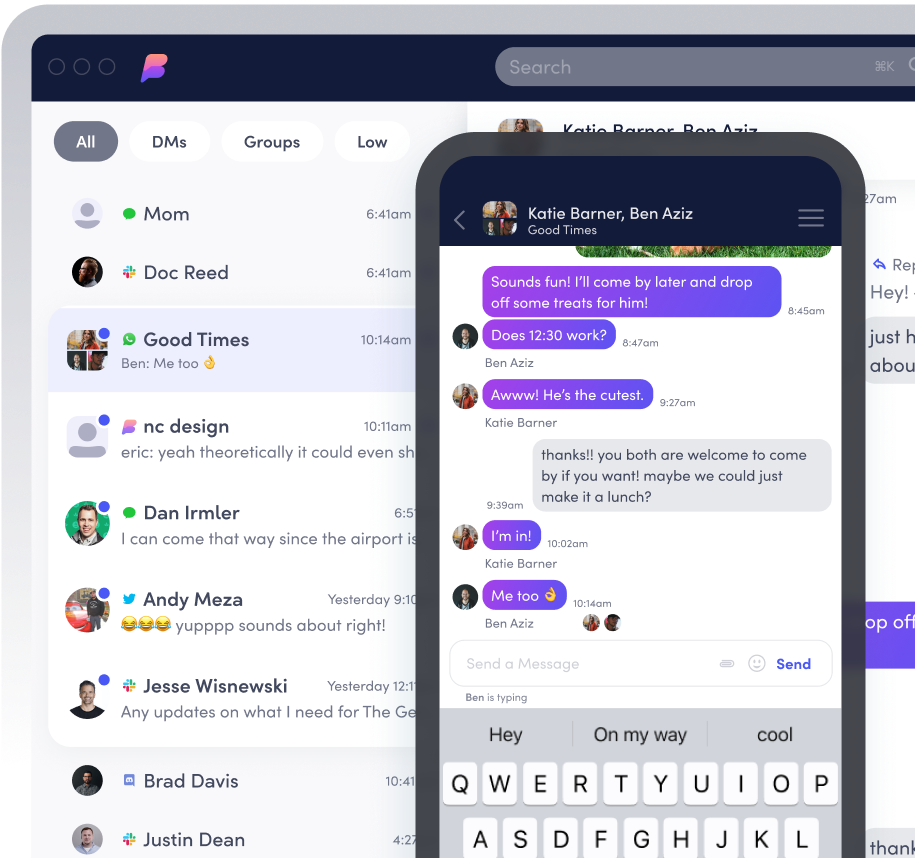 Search
⌘K
All
DMs
Groups
Low
Mom
6:41am
Doc Reed
6:41am
Good Times
10:14am
Ben: Me too 👌
nc design
10:11am
eric: yeah theoretically it could even sh
Dan Irmler
6:5
I can come that way since the airport is
Andy Meza
Yesterday 9:10
😂😂😂 yupppp sounds about right!
Jesse Wisnewski
Yesterday 12:1
Any updates on what I need for The Ge
Brad Davis
10:41
Justin Dean
4:27
Katie Barner, Ben Aziz
27am
Rep
Hey!
just h
abou
op off
thank
Katie Barner, Ben Aziz
Good Times
Sounds fun! I'll come by later and drop
off some treats for him!
8:45am
Does 12:30 work?
8:47am
Ben Aziz
Awww! He's the cutest.
9:27am
Katie Barner
thanks!! you both are welcome to come
by if you want! maybe we could just
make it a lunch?
9:39am
I'm in!
10:02am
Katie Barner
Me too 👌
10:14am
Ben Aziz
Send a Message
Send
Ben is typing
Hey
On my way
cool
Q W E R T Y U I O P
A S D F G H J K L